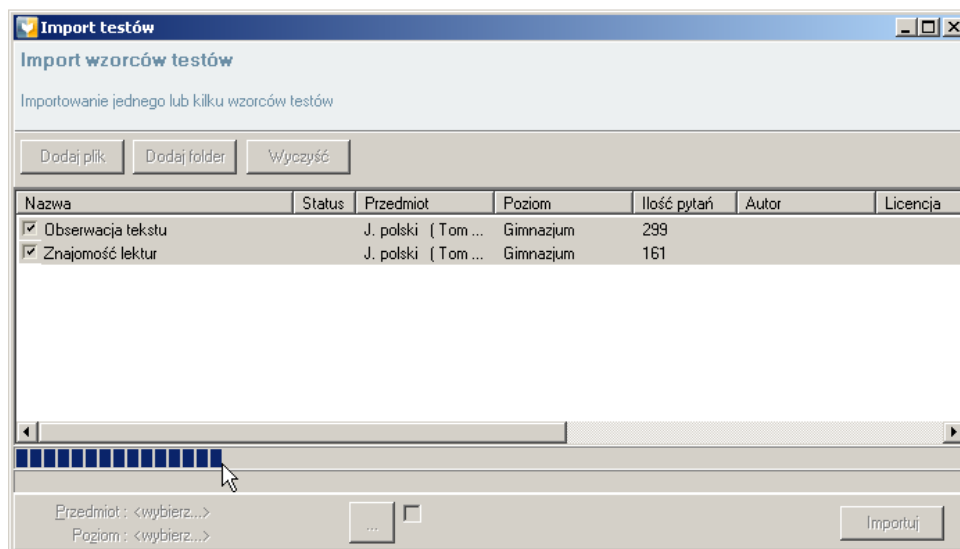 Import testów
Import wzorców testów
Importowanie jednego lub kilku wzorców testów
Dodaj plik Dodaj folder Wyczyść
Nazwa Status Przedmiot Poziom Ilość pytań Autor Licencja
Obserwacja tekstu J. polski ( Tom ... Gimnazjum 299
Znajomość lektur J. polski ( Tom ... Gimnazjum 161
Przedmiot : <wybierz...>
...
Poziom : <wybierz...>
Importuj